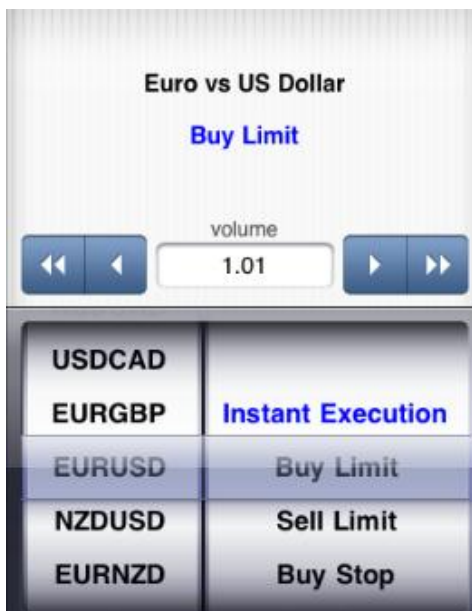 Euro vs US Dollar
Buy Limit
volume
1.01
USDCAD
EURGBP Instant Execution
EURUSD Buy Limit
NZDUSD Sell Limit
EURNZD Buy Stop